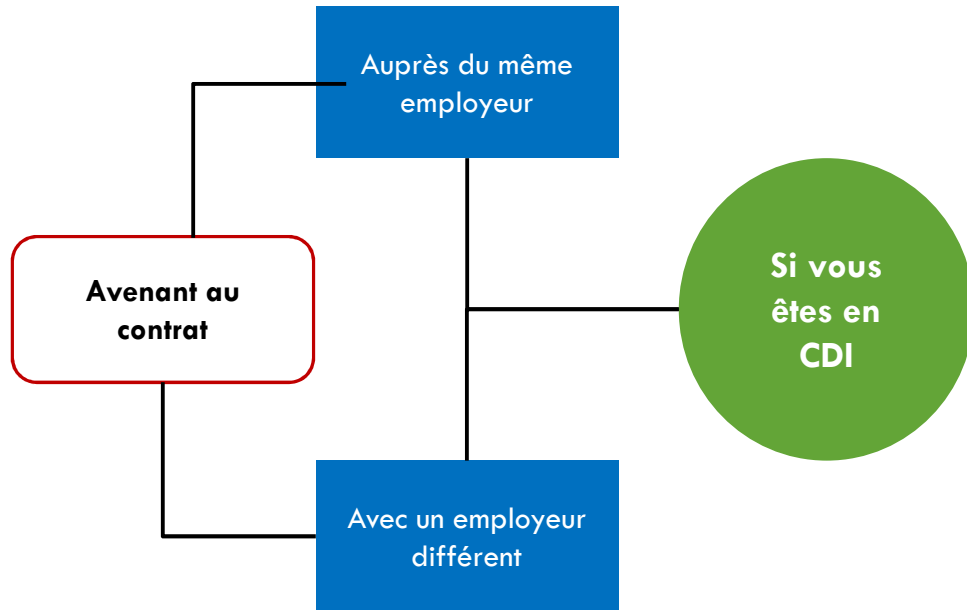 Auprès du même
employeur
Avenant au
contrat
Si vous
êtes en
CDI
Avec un employeur
différent